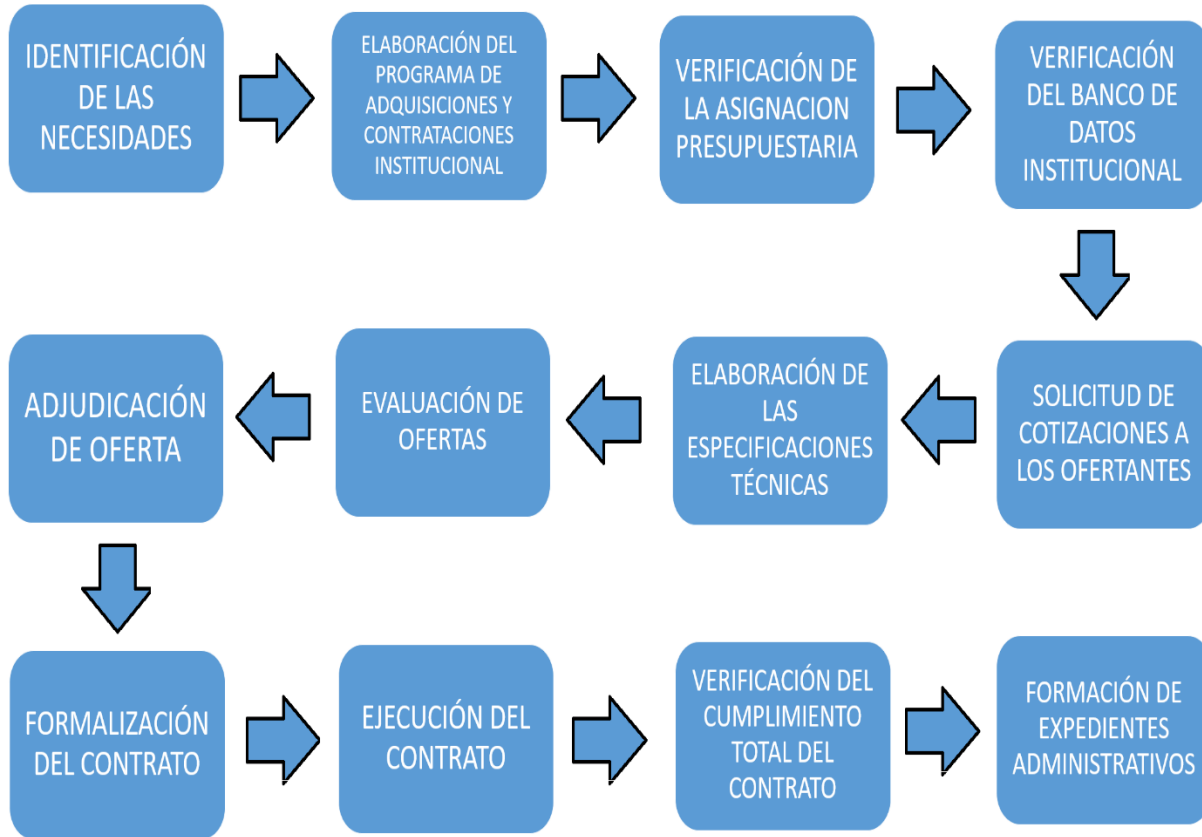 IDENTIFICACIÓN
DE LAS
NECESIDADES
ELABORACIÓN DEL
PROGRAMA DE
ADQUISICIONES Y
CONTRATACIONES
INSTITUCIONAL
VERIFICACIÓN DE
LA ASIGNACION
PRESUPUESTARIA
VERIFICACIÓN
DEL BANCO DE
DATOS
INSTITUCIONAL
SOLICITUD DE
COTIZACIONES A
LOS OFERTANTES
ELABORACIÓN DE
LAS
ESPECIFICACIONES
TÉCNICAS
EVALUACIÓN DE
OFERTAS
ADJUDICACIÓN
DE OFERTA
FORMALIZACIÓN
DEL CONTRATO
EJECUCIÓN DEL
CONTRATO
VERIFICACIÓN DEL
CUMPLIMIENTO
TOTAL DEL
CONTRATO
FORMACIÓN DE
EXPEDIENTES
ADMINISTRATIVOS